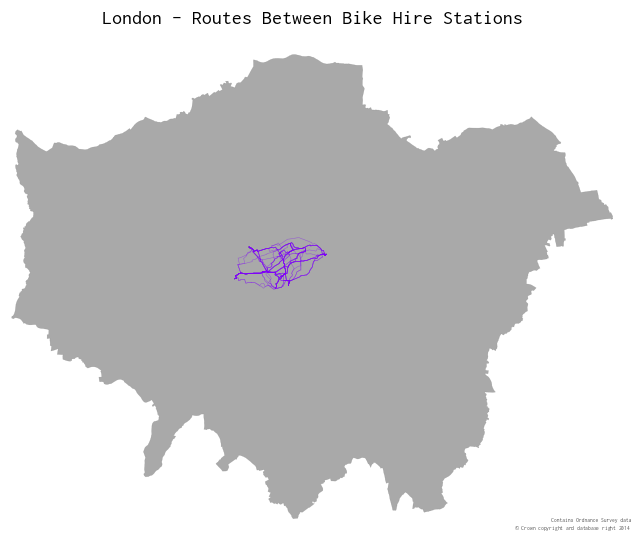 London - Routes Between Bike Hire Stations
Contains Ordnance Survey data
© Crown copyright and database right 2014